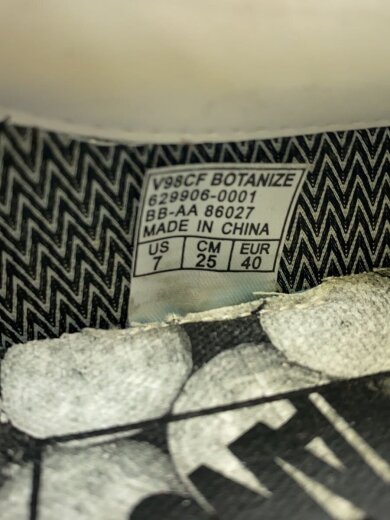 V98CF BOTANIZE
629906-0001
BB-AA 86027
MADE IN CHINA
US CM EUR
7 25 40